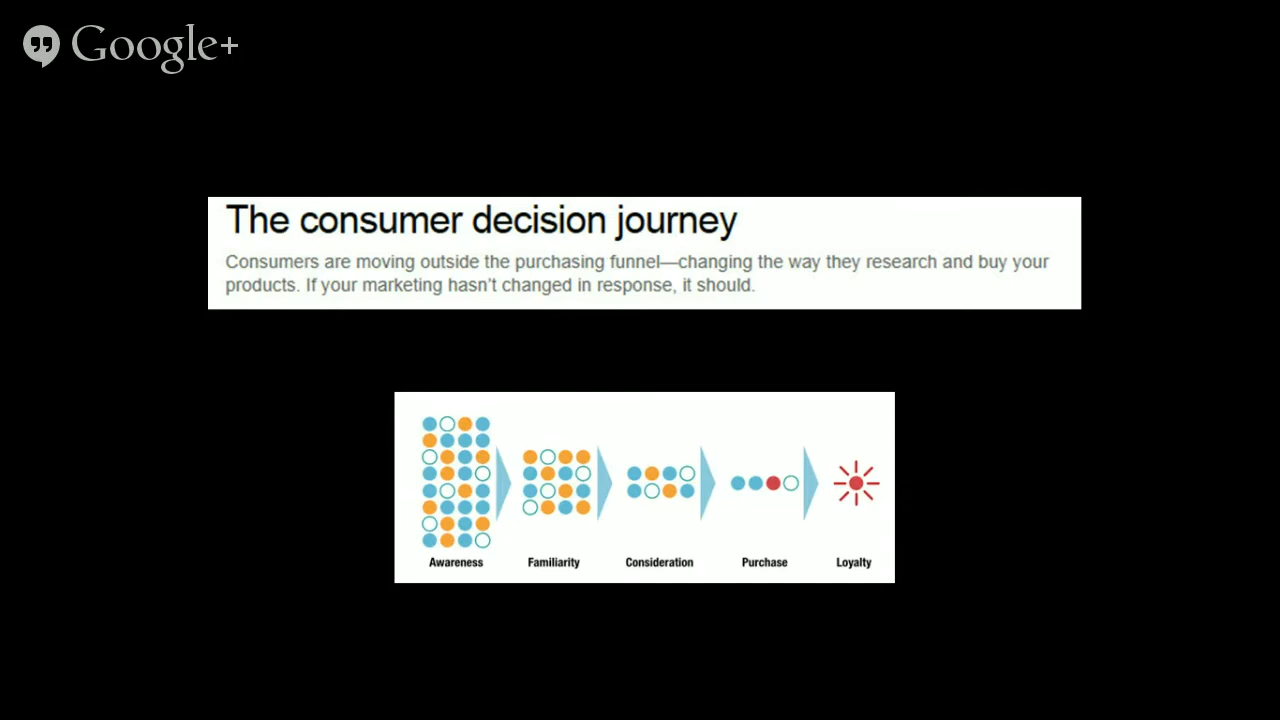 Google+
The consumer decision journey
Consumers are moving outside the purchasing funnel—changing the way they research and buy your
products. If your marketing hasn't changed in response, it should.
Awareness Familiarity Consideration Purchase Loyalty